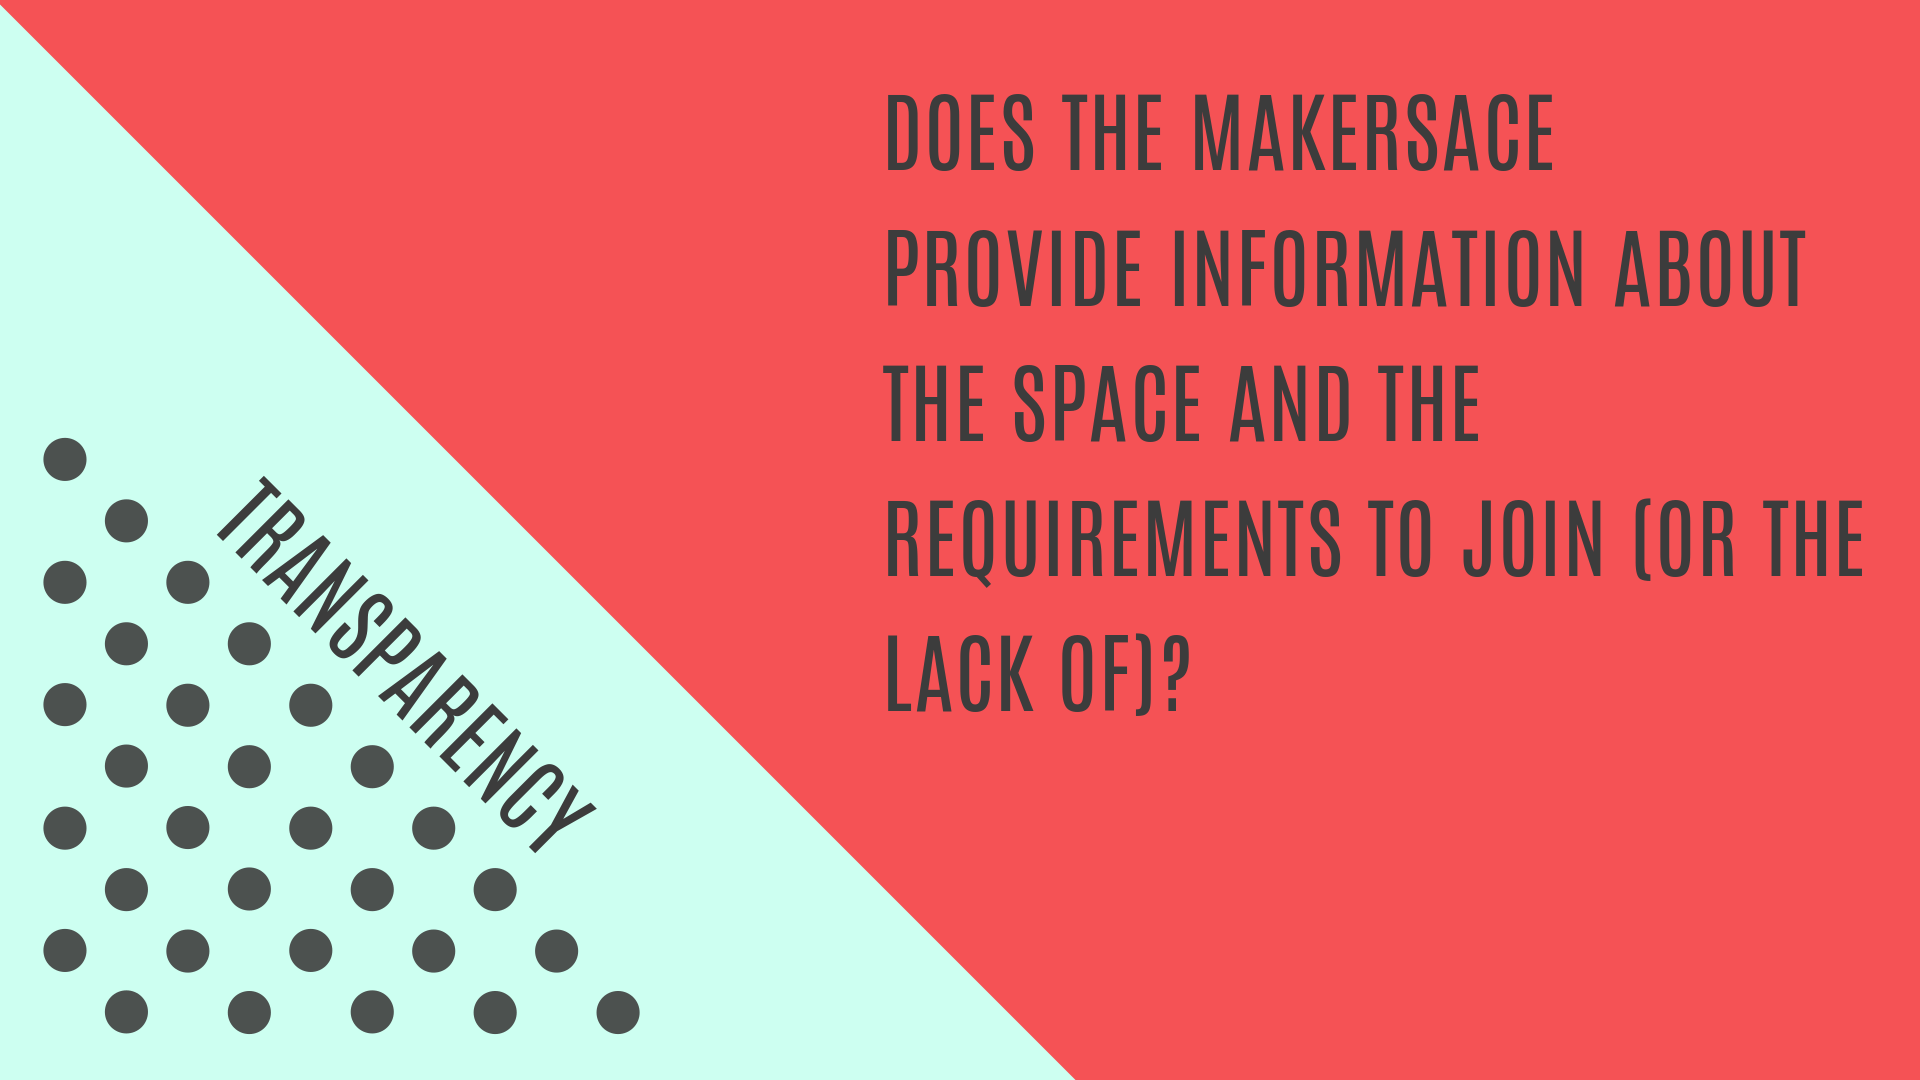 TRANSPARENCY
DOES THE MAKERSACE
PROVIDE INFORMATION ABOUT
THE SPACE AND THE
REQUIREMENTS TO JOIN (OR THE
LACK OF)?